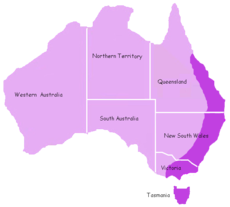 Northern Territory
Queensland
Western Australia
South Australia
New South Wales
Victoria
Tasmania